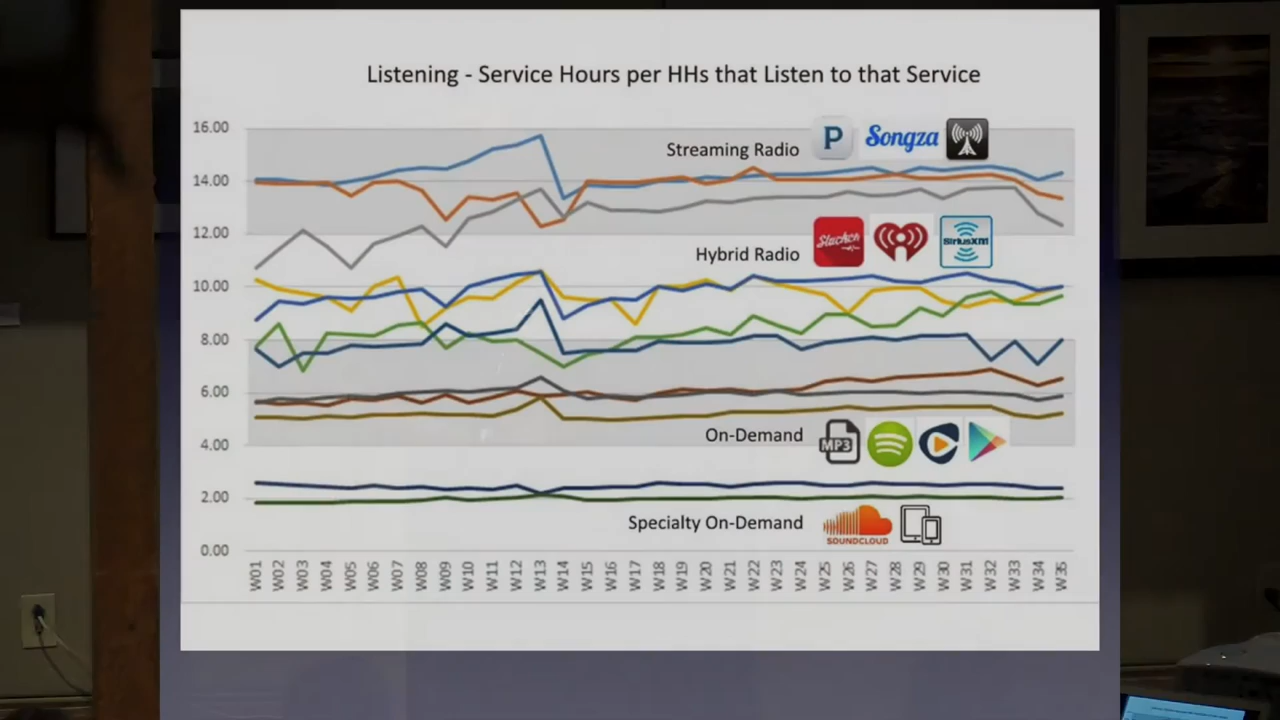 Listening - Service Hours per HHs that Listen to that Service
16.00
Streaming Radio P Songza
14.00
12.00
Hybrid Radio Slacker iHeart SiriusXM
10.00
8.00
6.00
4.00
On-Demand MP3
2.00
Specialty On-Demand SOUNDCLOUD
0.00
W01 W02 W03 W04 W05 W06 W07 W08 W09 W10 W11 W12 W13 W14 W15 W16 W17 W18 W19 W20 W21 W22 W23 W24 W25 W26 W27 W28 W29 W30 W31 W32 W33 W34 W35